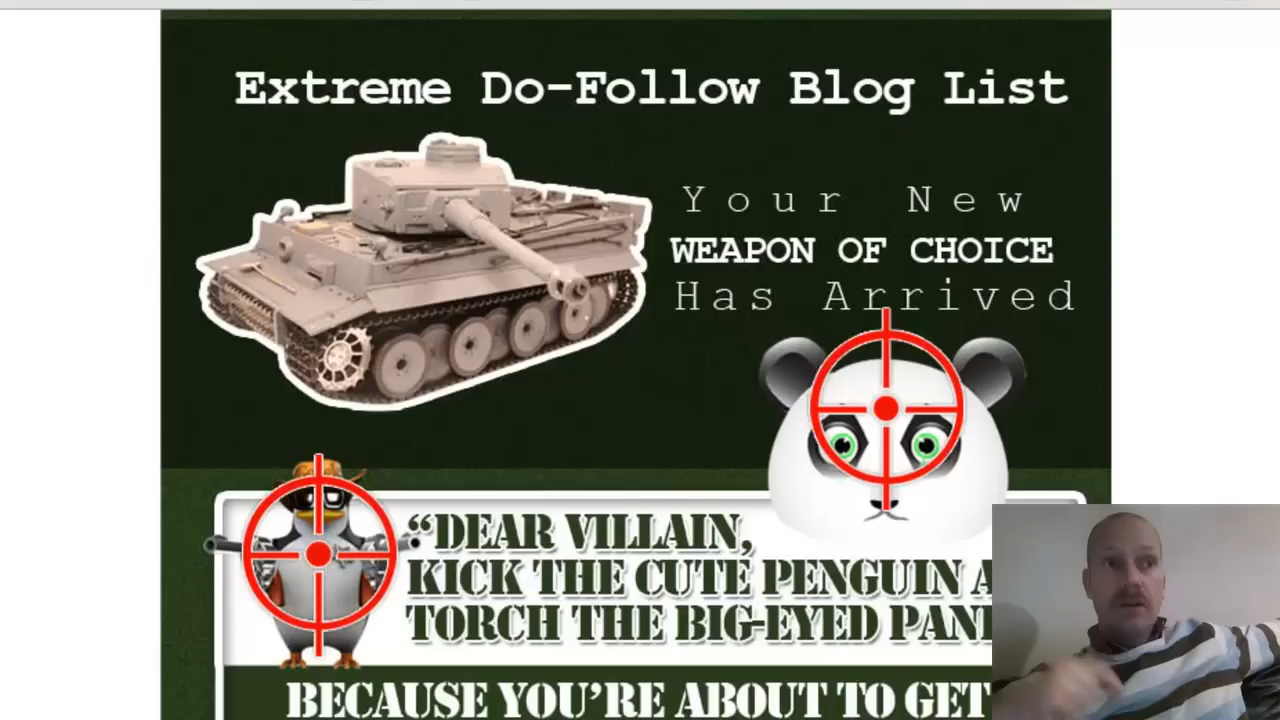 Extreme Do-Follow Blog List
Your New
WEAPON OF CHOICE
Has Arrived
“DEAR VILLAIN,
KICK THE CUTE PENGUIN
TORCH THE BIG-EYED
BECAUSE YOU’RE ABOUT TO GET